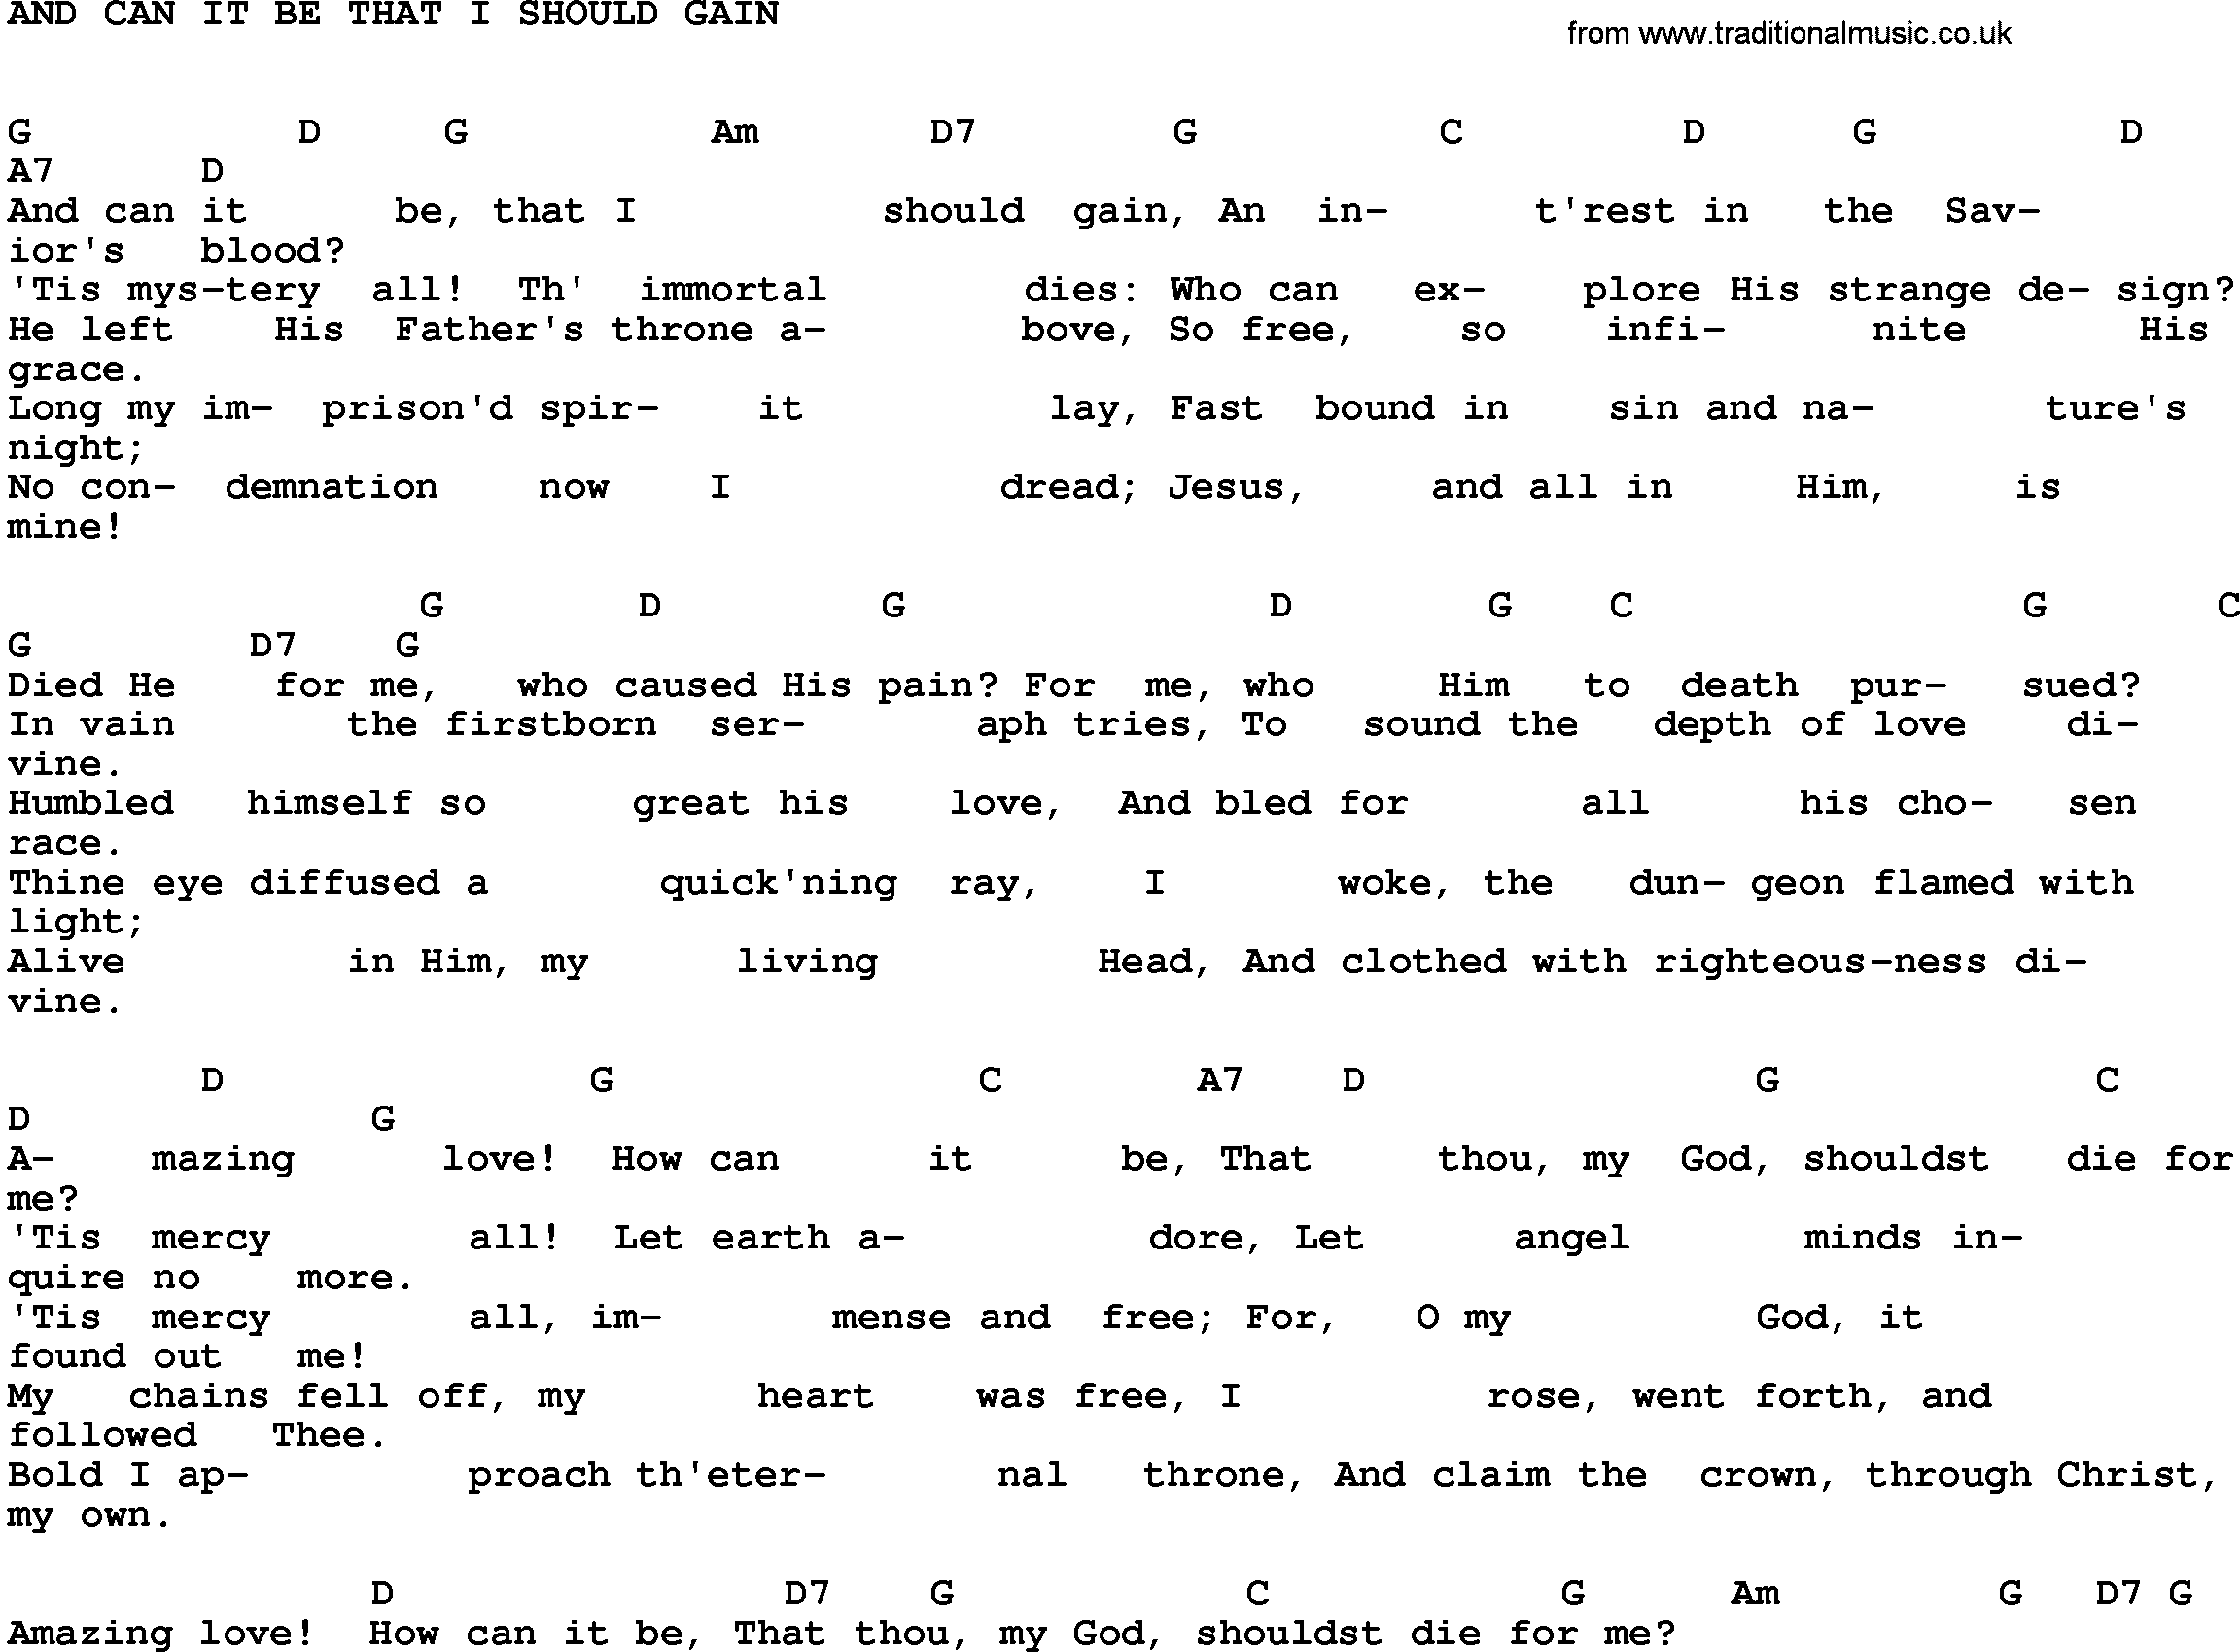 AND CAN IT BE THAT I SHOULD GAIN
from www.traditionalmusic.co.uk
G D G Am D7 G C D G D
A7 D
And can it be, that I should gain, An in- t'rest in the Sav-
ior's blood?
'Tis mys-tery all! Th' immortal dies: Who can ex- plore His strange de- sign?
He left His Father's throne a- bove, So free, so infi- nite His
grace.
Long my im- prison'd spir- it lay, Fast bound in sin and na- ture's
night;
No con- demnation now I dread; Jesus, and all in Him, is
mine!
G D G D G C G C
G D7 G
Died He for me, who caused His pain? For me, who Him to death pur- sued?
In vain the firstborn ser- aph tries, To sound the depth of love di-
vine.
Humbled himself so great his love, And bled for all his cho- sen
race.
Thine eye diffused a quick'ning ray, I woke, the dun- geon flamed with
light;
Alive in Him, my living Head, And clothed with righteous-ness di-
vine.
D G C A7 D G C
D G
A- mazing love! How can it be, That thou, my God, shouldst die for
me?
'Tis mercy all! Let earth a- dore, Let angel minds in-
quire no more.
'Tis mercy all, im- mense and free; For, O my God, it
found out me!
My chains fell off, my heart was free, I rose, went forth, and
followed Thee.
Bold I ap- proach th'eter- nal throne, And claim the crown, through Christ,
my own.
D D7 G C G Am G D7 G
Amazing love! How can it be, That thou, my God, shouldst die for me?